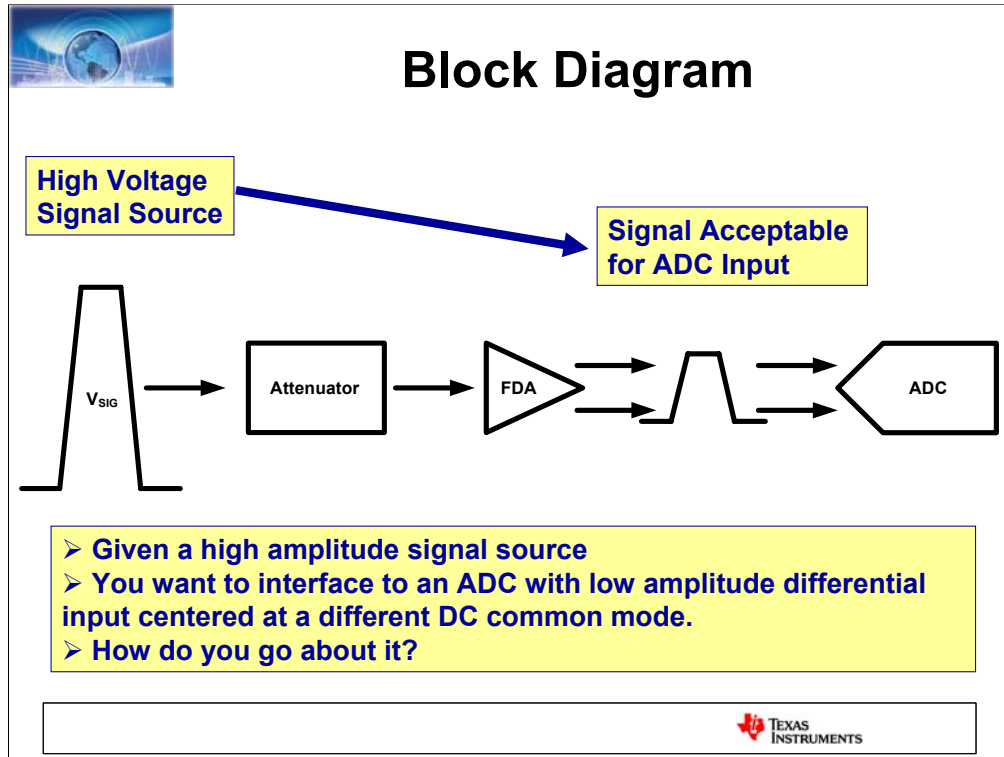 Block Diagram
High Voltage
Signal Source
Signal Acceptable
for ADC Input
V_SIG
Attenuator
FDA
ADC
➢ Given a high amplitude signal source
➢ You want to interface to an ADC with low amplitude differential
input centered at a different DC common mode.
➢ How do you go about it?
TEXAS
INSTRUMENTS